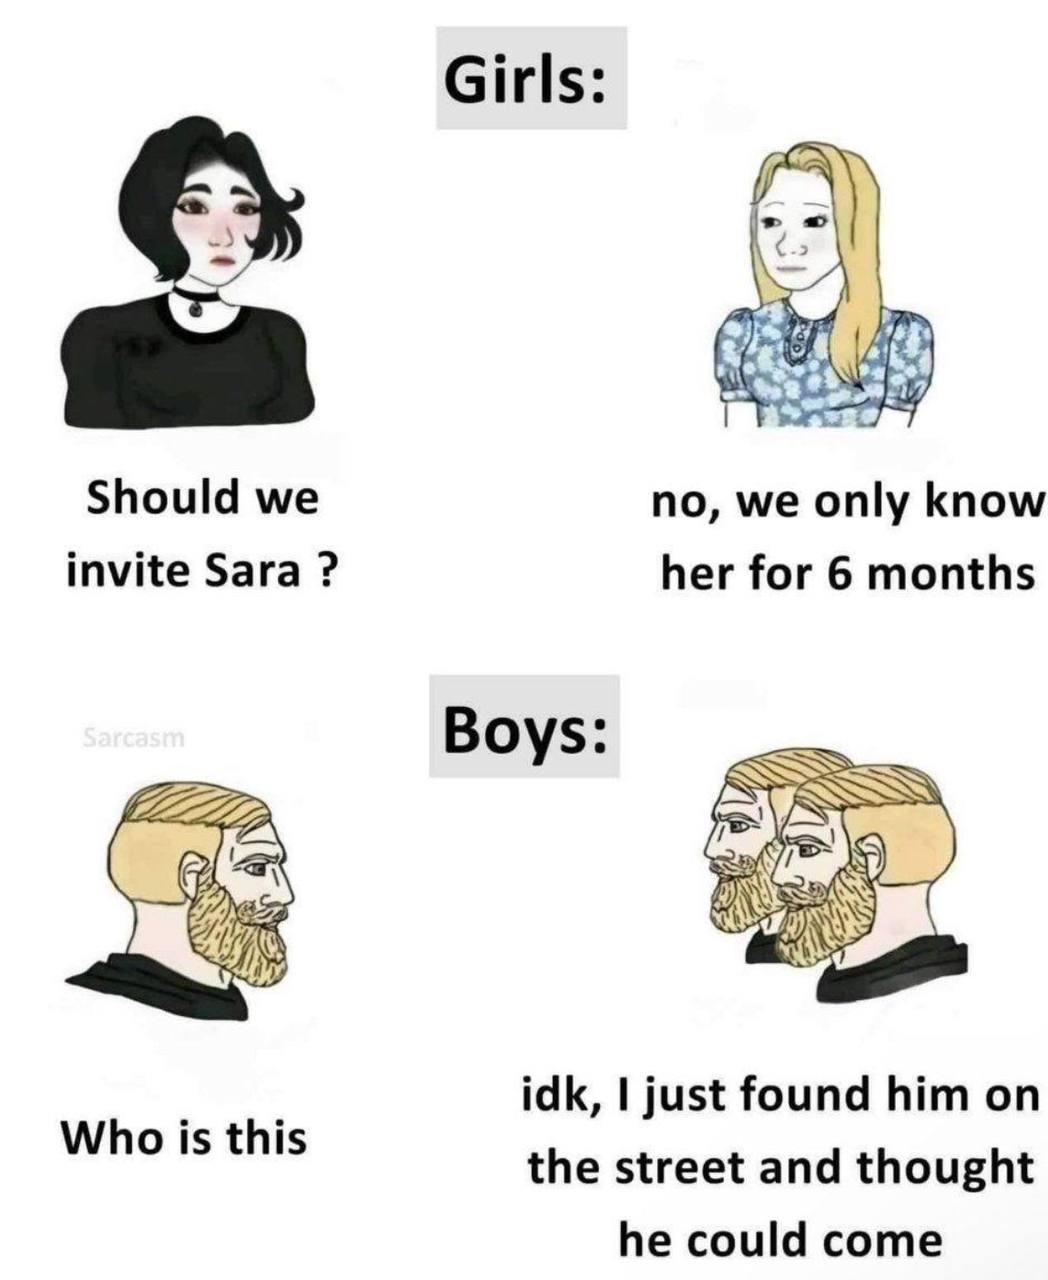 Girls:
Should we
invite Sara ?
no, we only know
her for 6 months
Boys:
Sarcasm
Who is this
idk, I just found him on
the street and thought
he could come